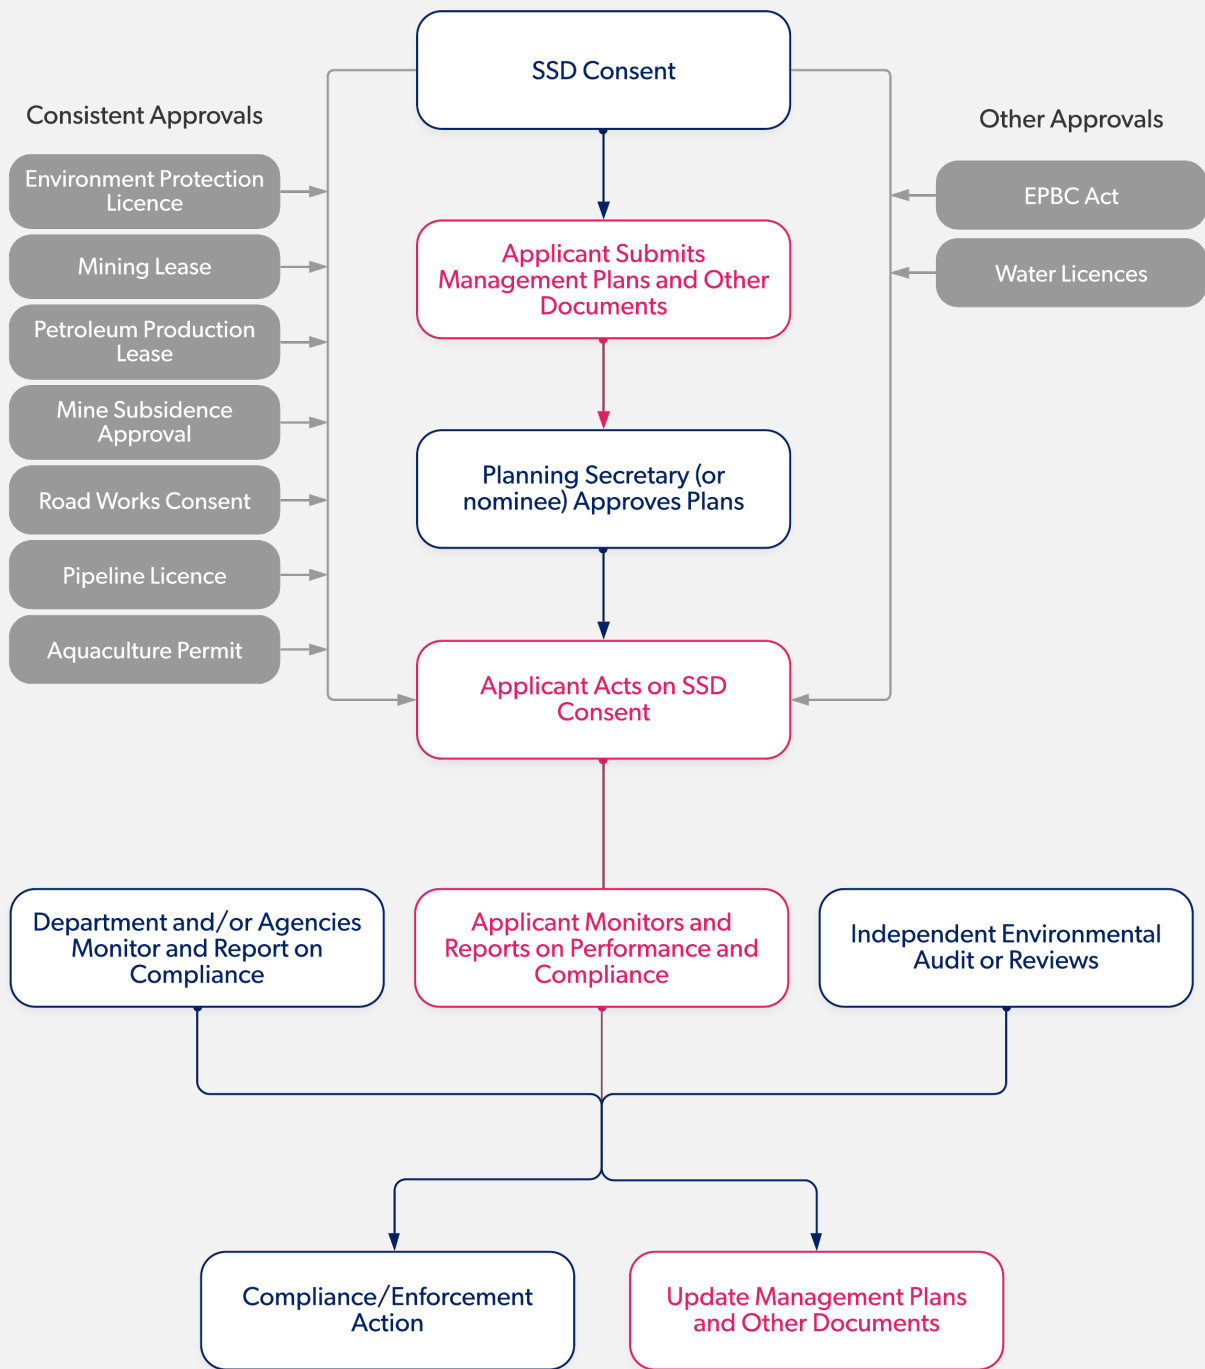 SSD Consent
Consistent Approvals
Environment Protection
Licence
Mining Lease
Petroleum Production
Lease
Mine Subsidence
Approval
Road Works Consent
Pipeline Licence
Aquaculture Permit
Other Approvals
EPBC Act
Water Licences
Applicant Submits
Management Plans and Other
Documents
Planning Secretary (or
nominee) Approves Plans
Applicant Acts on SSD
Consent
Department and/or Agencies
Monitor and Report on
Compliance
Applicant Monitors and
Reports on Performance and
Compliance
Independent Environmental
Audit or Reviews
Compliance/Enforcement
Action
Update Management Plans
and Other Documents